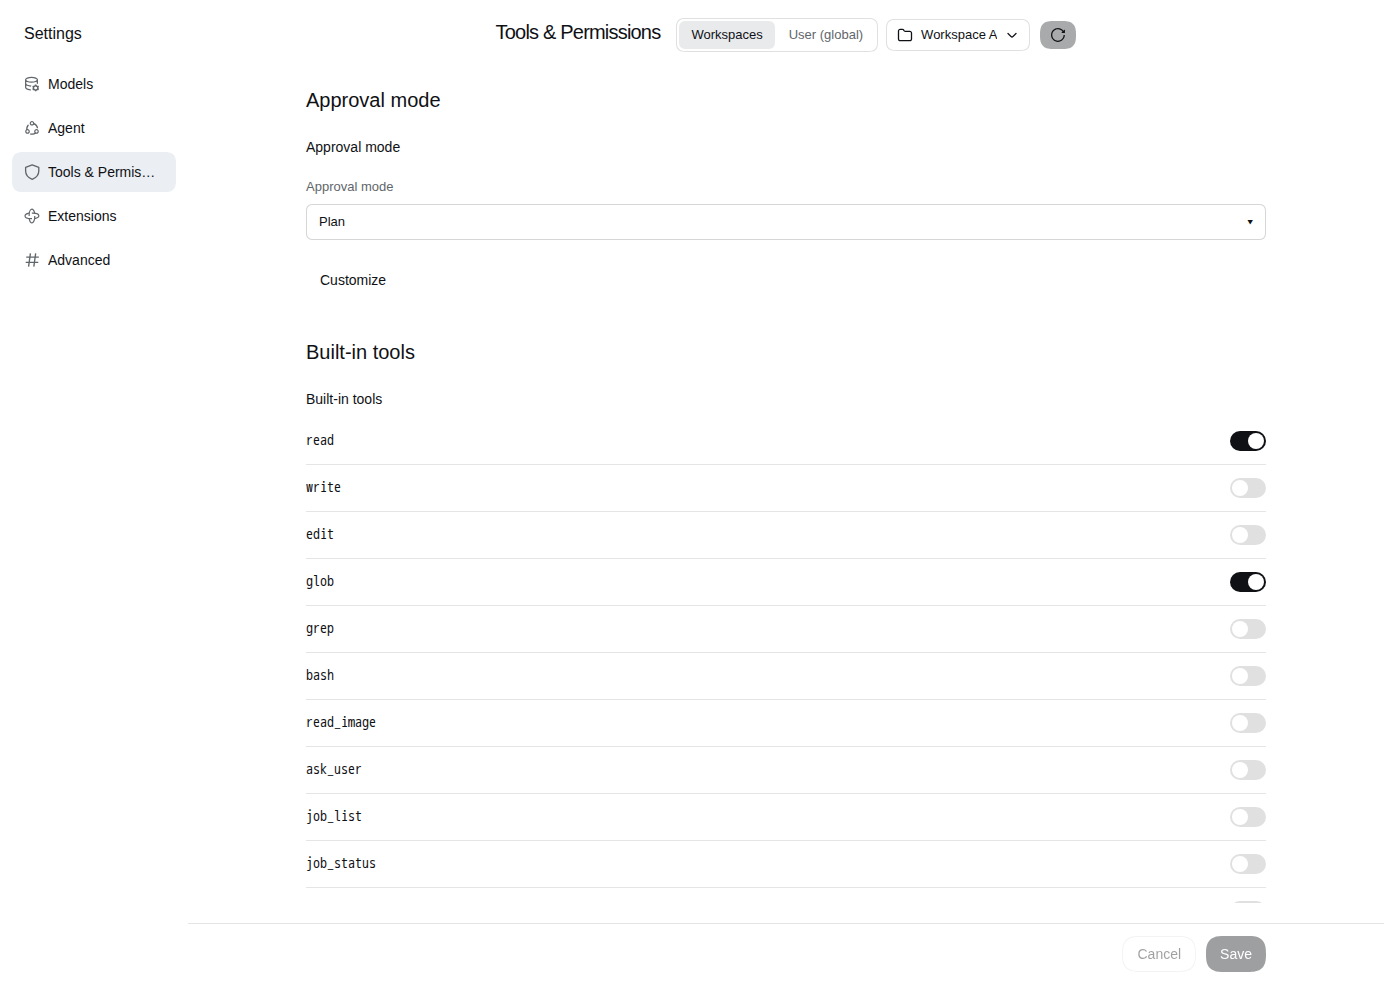 Settings
Tools & Permissions
Workspaces
User (global)
Workspace A
Models
Agent
Tools & Permis…
Extensions
Advanced
Approval mode
Approval mode
Approval mode
Plan
Customize
Built-in tools
Built-in tools
read
write
edit
glob
grep
bash
read_image
ask_user
job_list
job_status
Cancel
Save